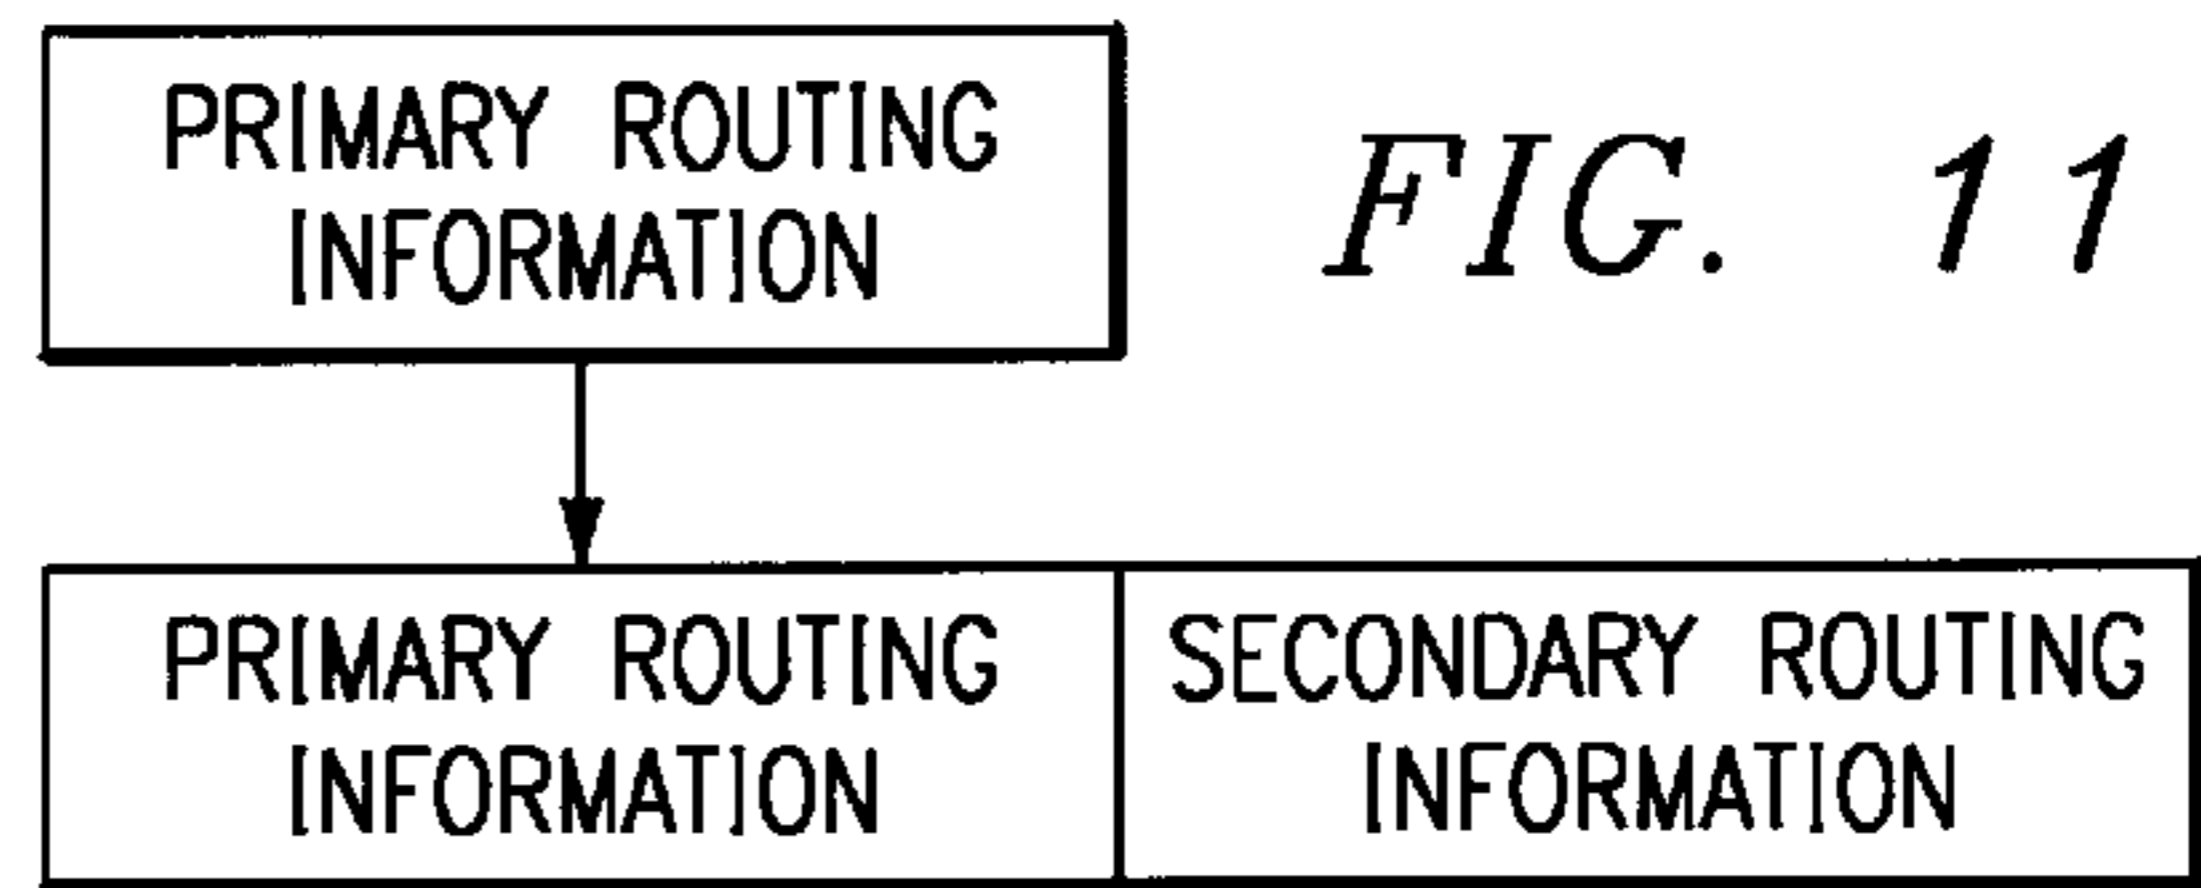 PRIMARY ROUTING
INFORMATION
FIG. 11
PRIMARY ROUTING
INFORMATION
SECONDARY ROUTING
INFORMATION